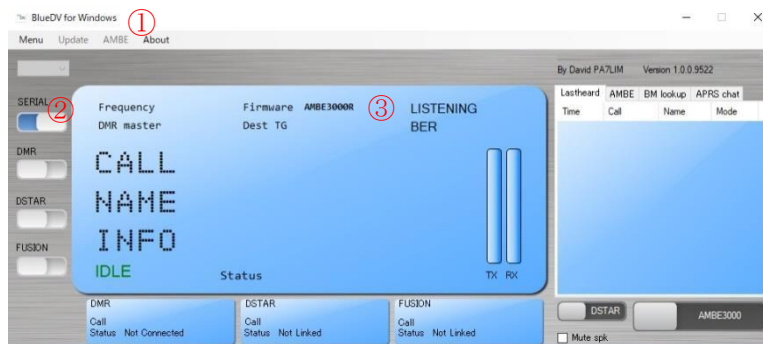 BlueDV for Windows ①
Menu Update AMBE About
By David PA7LIM Version 1.0.0.9522
SERIAL ②
DMR
DSTAR
FUSION
Frequency Firmware AMBE3000R ③ LISTENING
DMR master Dest TG BER
CALL
NAME
INFO
IDLE Status TX RX
Lastheard AMBE BM lookup APRS chat
Time Call Name Mode
DMR
Call
Status Not Connected
DSTAR
Call
Status Not Linked
FUSION
Call
Status Not Linked
DSTAR AMBE3000
Mute spk